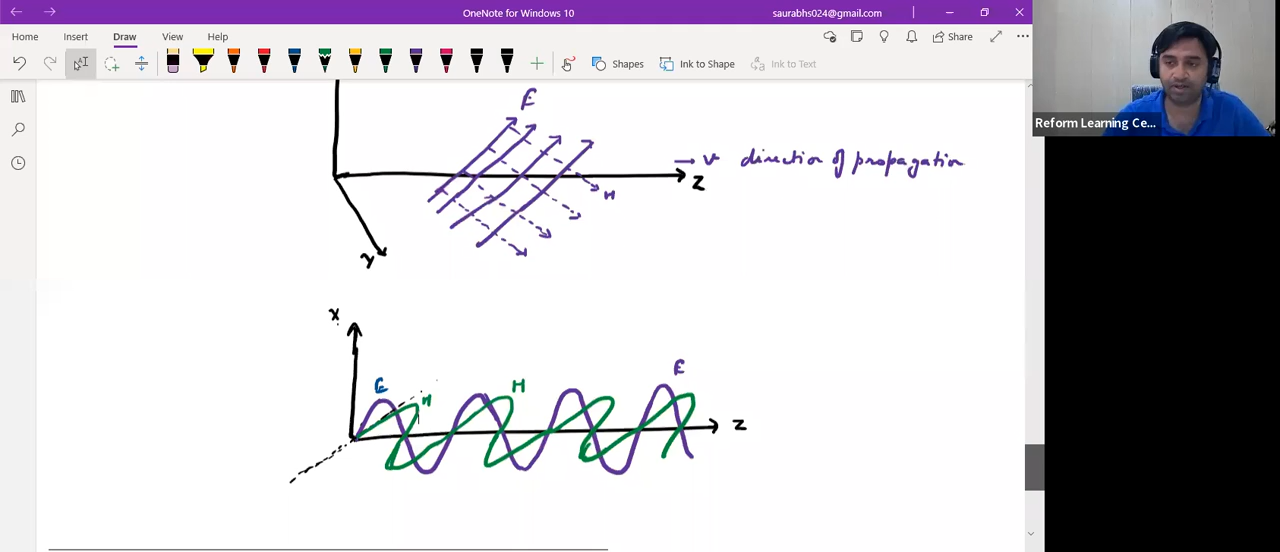 OneNote for Windows 10
saurabhs024@gmail.com
Home Insert Draw View Help
Share
Shapes
Ink to Shape
Ink to Text
Reform Learning Ce...
E
v direction of propagation
z
H
y
x
E
H
H
E
z